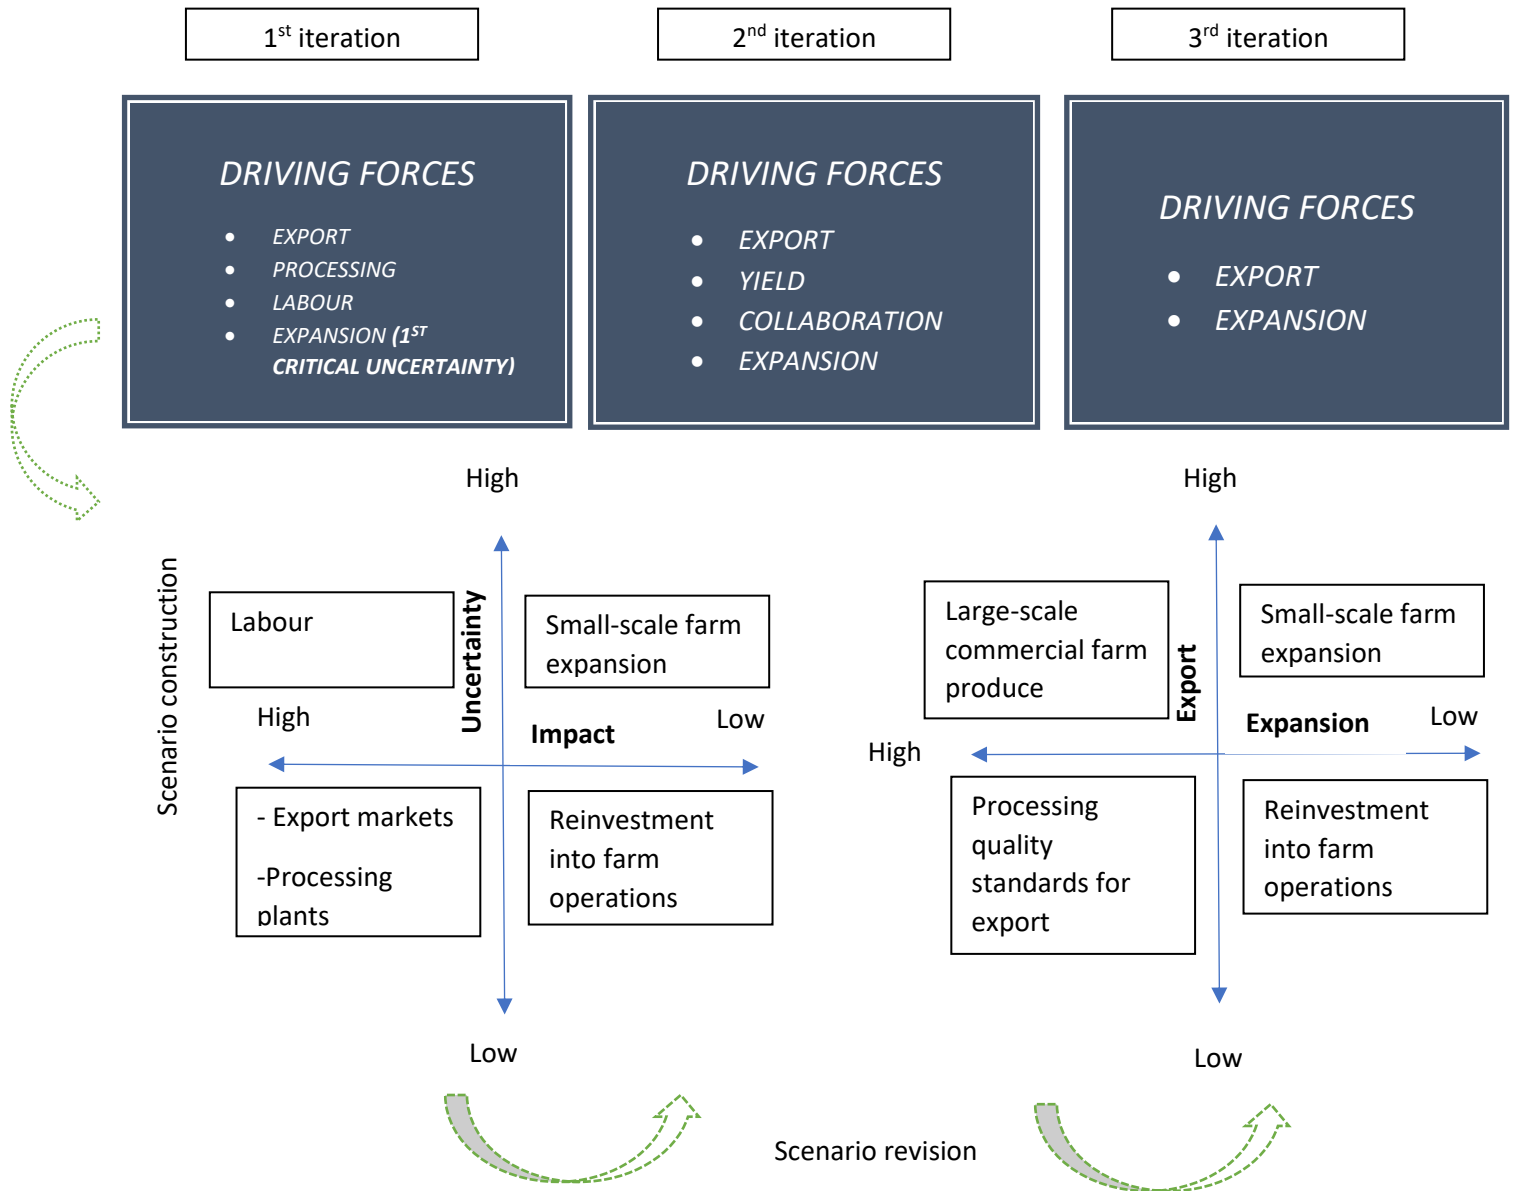 1st iteration
2nd iteration
3rd iteration
DRIVING FORCES
• EXPORT
• PROCESSING
• LABOUR
• EXPANSION (1ST
CRITICAL UNCERTAINTY)
DRIVING FORCES
• EXPORT
• YIELD
• COLLABORATION
• EXPANSION
DRIVING FORCES
• EXPORT
• EXPANSION
Scenario construction
High
Uncertainty
Labour
Small-scale farm
expansion
High
Impact
Low
- Export markets
-Processing
plants
Reinvestment
into farm
operations
Low
High
Export
Large-scale
commercial farm
produce
Small-scale farm
expansion
High
Expansion
Low
Processing
quality
standards for
export
Reinvestment
into farm
operations
Low
Scenario revision